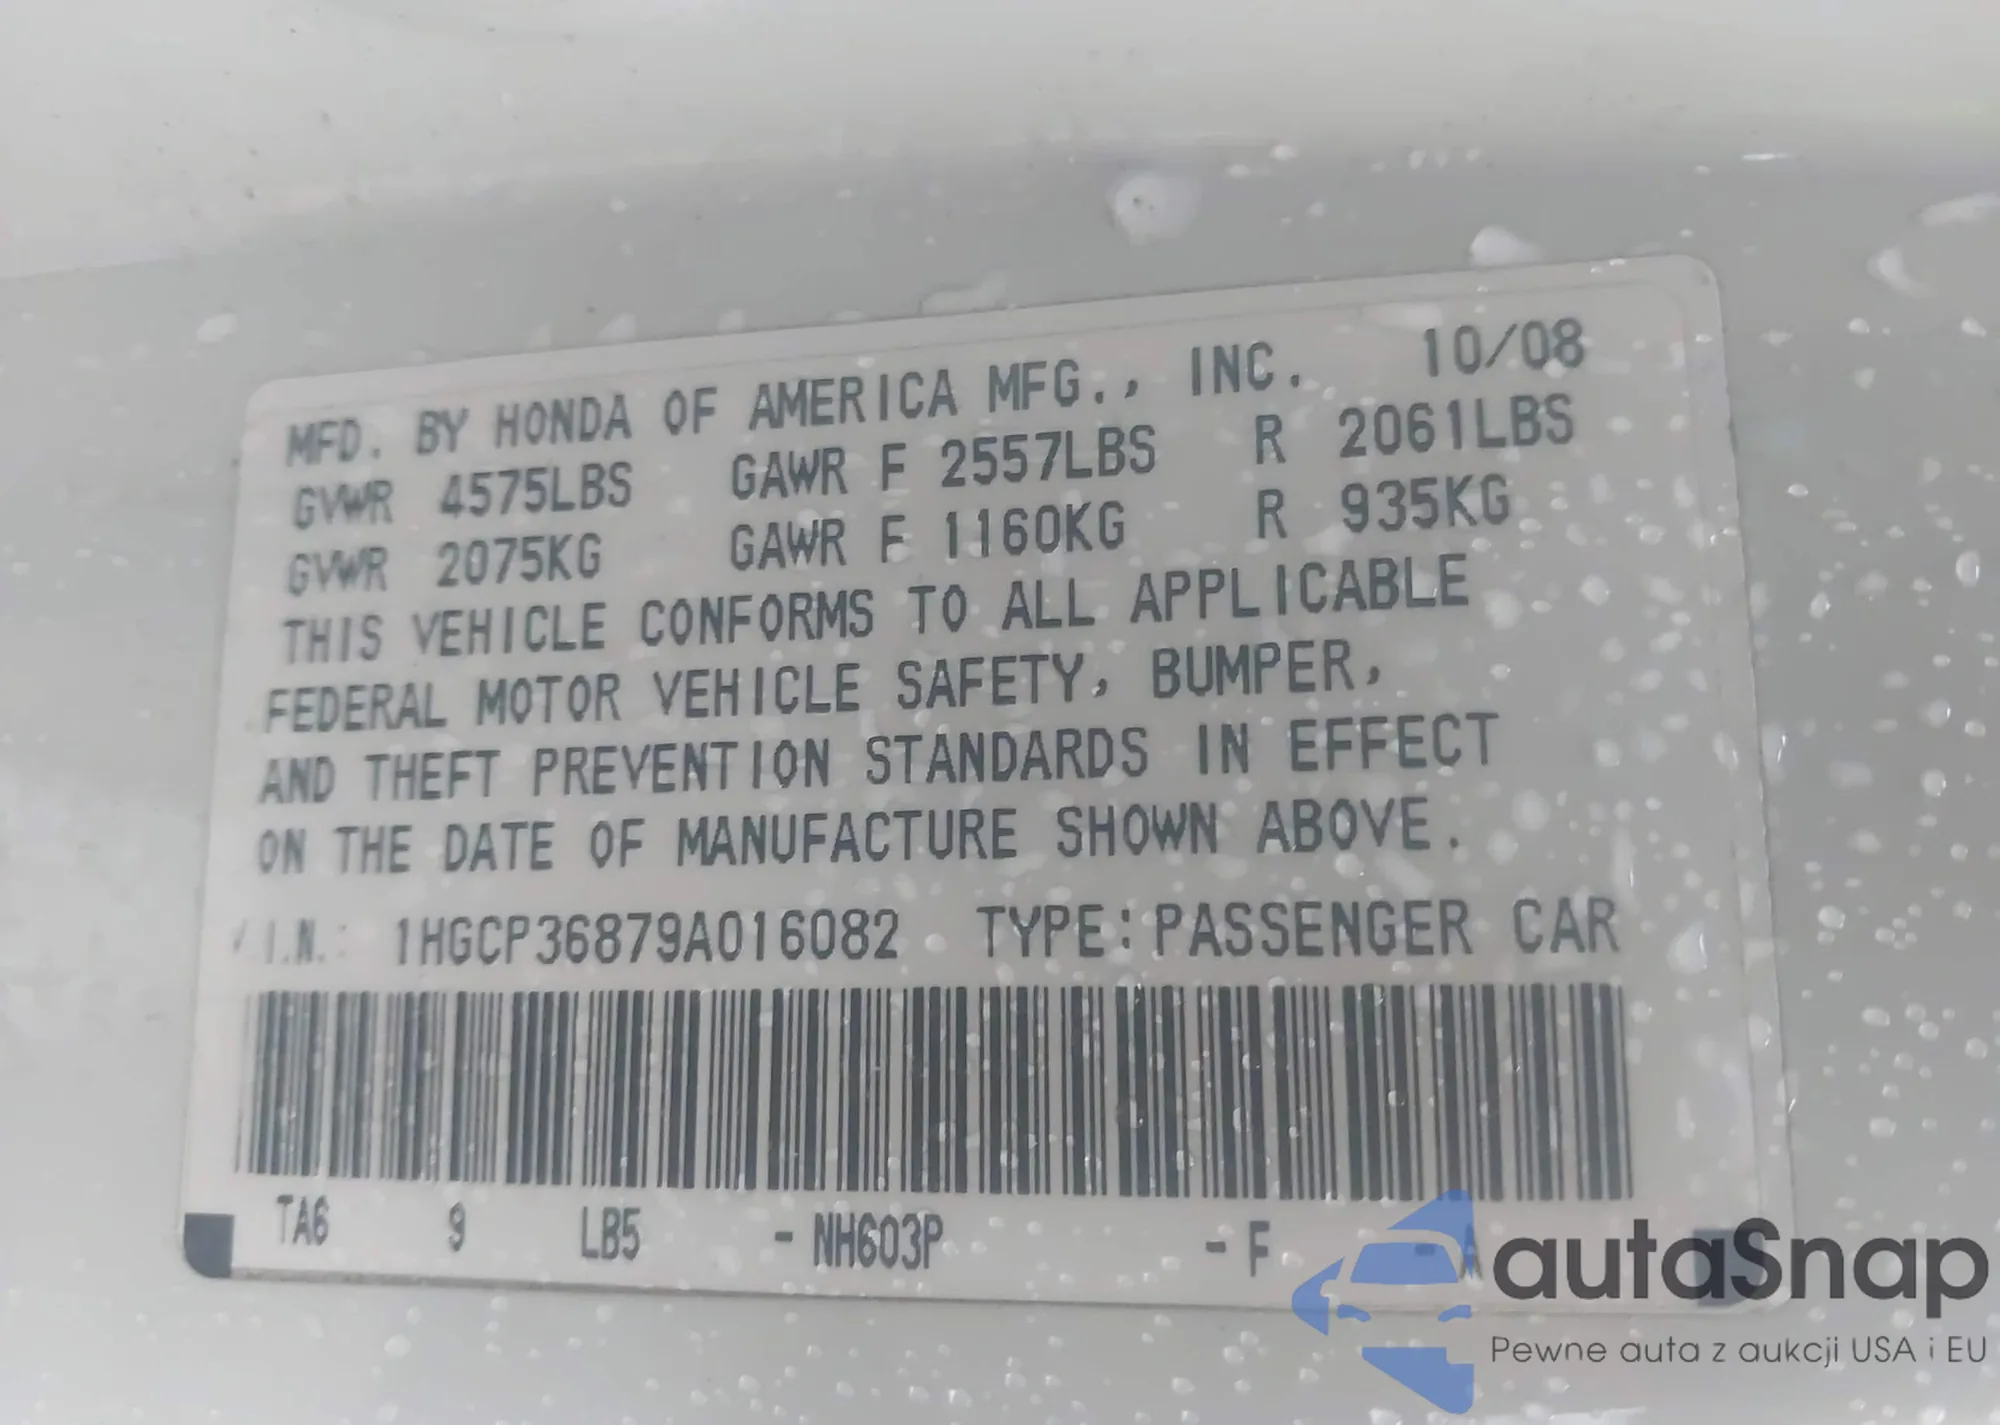 MFD. BY HONDA OF AMERICA MFG., INC. 10/08
GVWR 4575LBS GAWR F 2557LBS R 2061LBS
GVWR 2075KG GAWR F 1160KG R 935KG
THIS VEHICLE CONFORMS TO ALL APPLICABLE
FEDERAL MOTOR VEHICLE SAFETY, BUMPER,
AND THEFT PREVENTION STANDARDS IN EFFECT
ON THE DATE OF MANUFACTURE SHOWN ABOVE.
V.I.N.: 1HGCP36879A016082 TYPE: PASSENGER CAR
TA6 9 LB5 - NH603P - F - A
autaSnap
Pewne auta z aukcji USA i EU